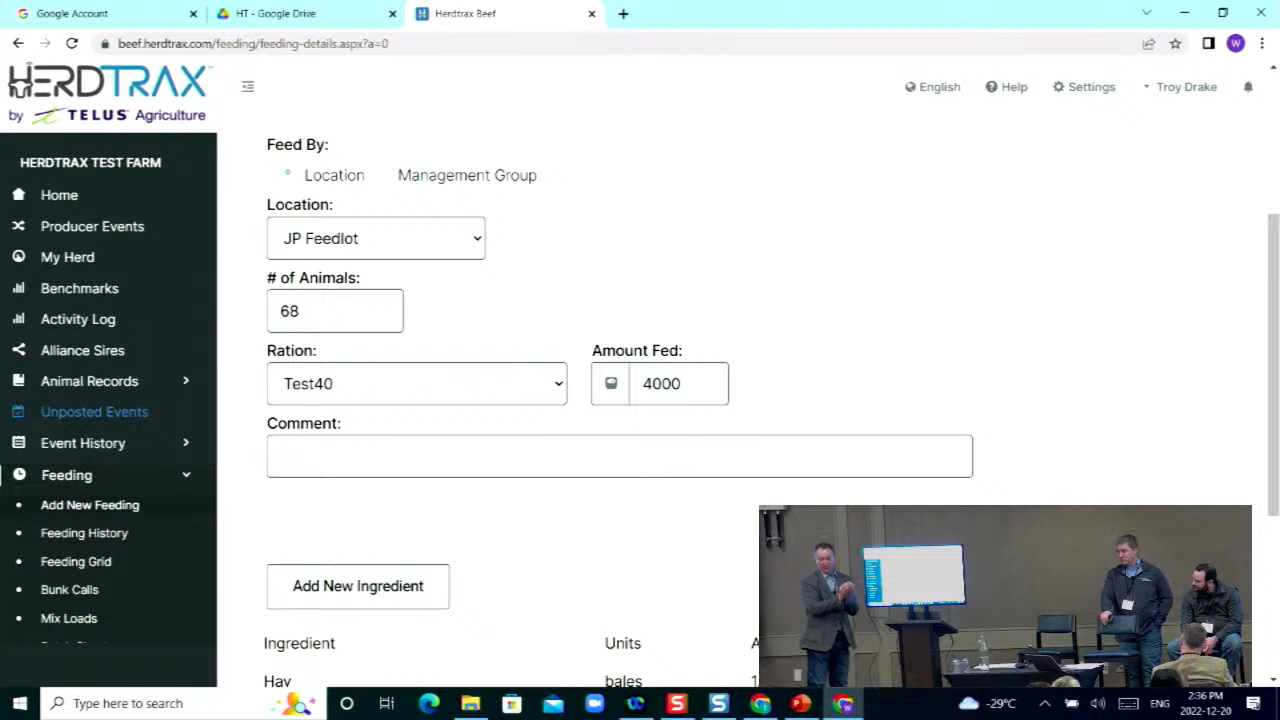 Google Account
HT - Google Drive
Herdtrax Beef
beef.herdtrax.com/feeding/feeding-details.aspx?a=0
W
HERDTRAX
by TELUS Agriculture
English
Help
Settings
Troy Drake
HERDTRAX TEST FARM
Home
Producer Events
My Herd
Benchmarks
Activity Log
Alliance Sires
Animal Records
Unposted Events
Event History
Feeding
Add New Feeding
Feeding History
Feeding Grid
Bunk Calls
Mix Loads
Feed By:
Location Management Group
Location:
JP Feedlot
# of Animals:
68
Ration:
Amount Fed:
Test40
4000
Comment:
Add New Ingredient
Ingredient Units
Hay bales
Type here to search
-29°C
ENG
2:36 PM
2022-12-20